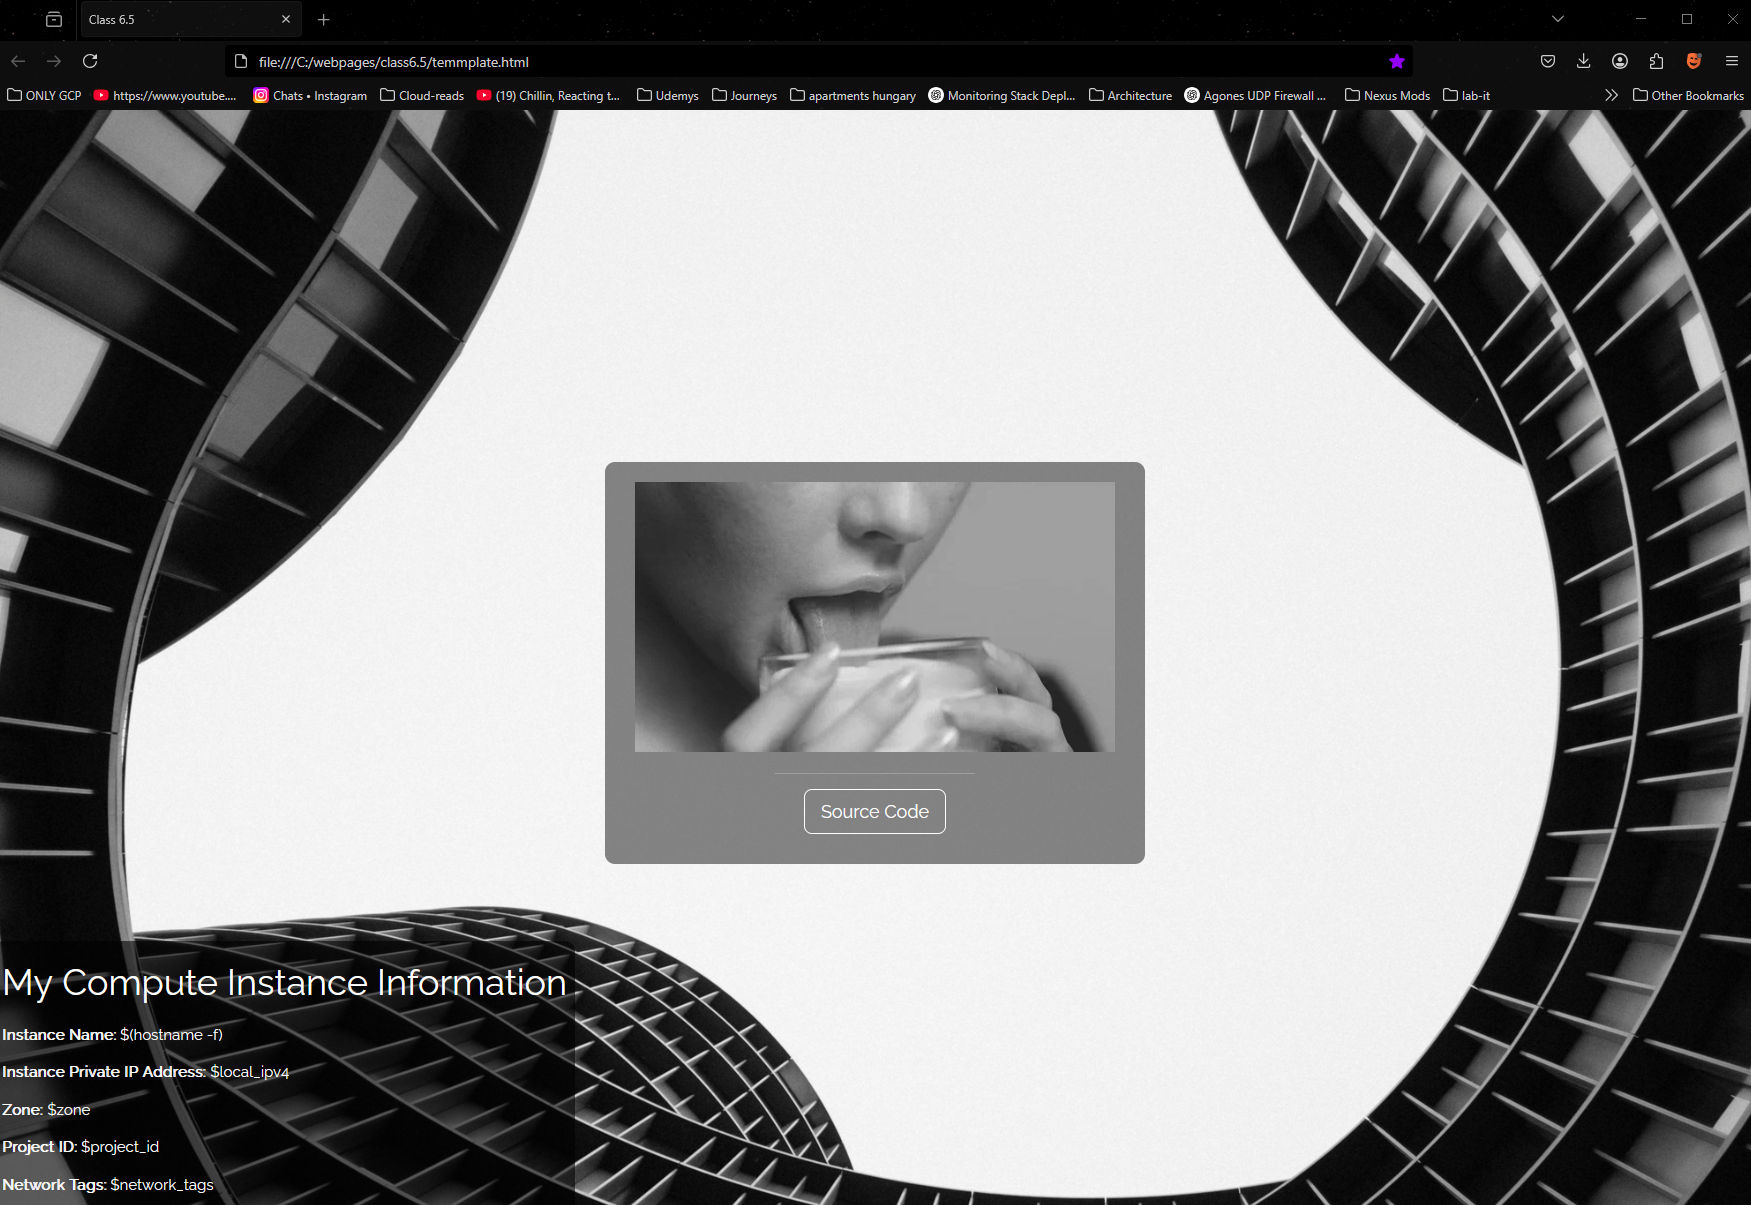 Class 6.5
file:///C:/webpages/class6.5/temmplate.html
ONLY GCP https://www.youtube.... Chats • Instagram Cloud-reads (19) Chillin, Reacting t... Udemys Journeys apartments hungary Monitoring Stack Depl... Architecture Agones UDP Firewall ... Nexus Mods lab-it Other Bookmarks
Source Code
My Compute Instance Information
Instance Name: $(hostname -f)
Instance Private IP Address: $local_ipv4
Zone: $zone
Project ID: $project_id
Network Tags: $network_tags